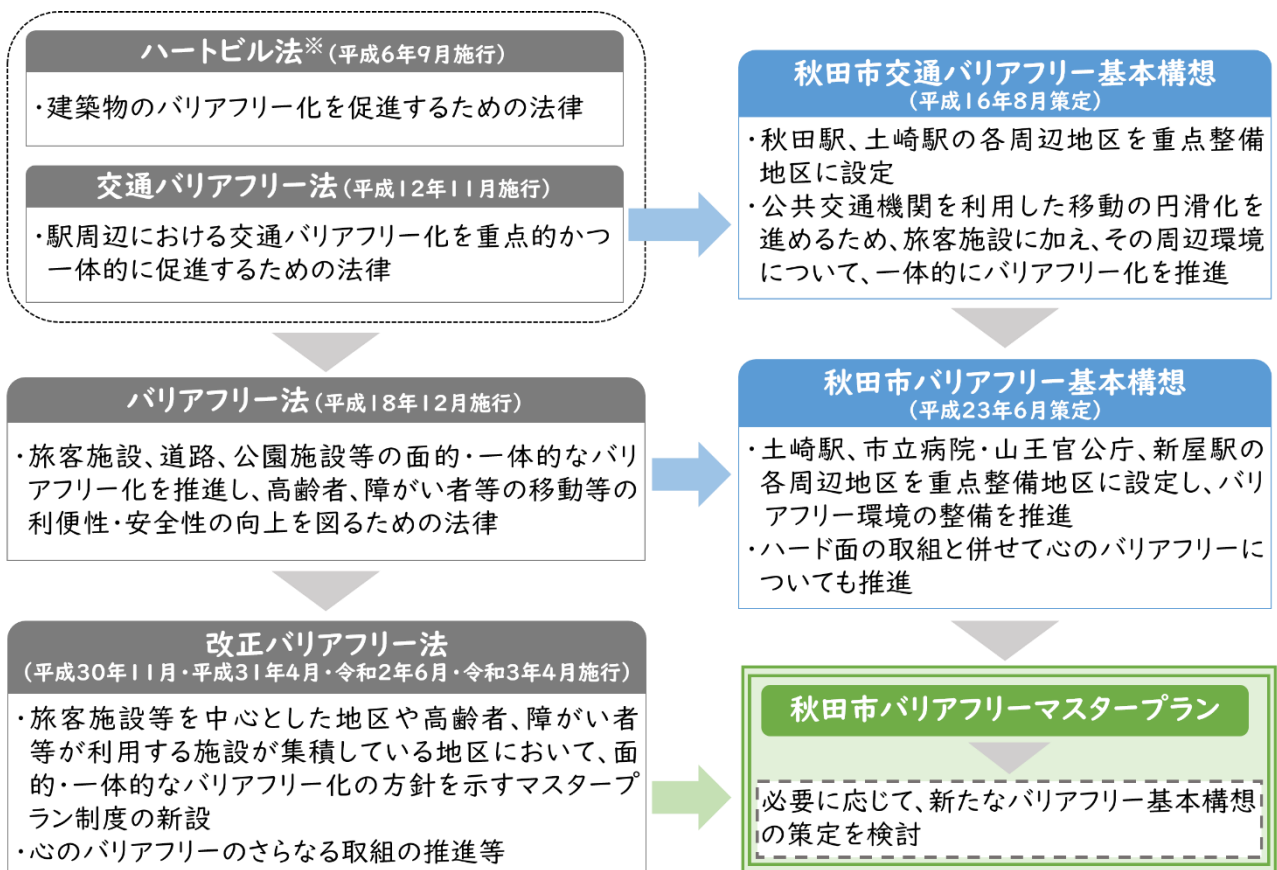 ハートビル法※(平成6年9月施行)
・建築物のバリアフリー化を促進するための法律
交通バリアフリー法(平成12年11月施行)
・駅周辺における交通バリアフリー化を重点的かつ
一体的に促進するための法律
秋田市交通バリアフリー基本構想
(平成16年8月策定)
・秋田駅、土崎駅の各周辺地区を重点整備
地区に設定
・公共交通機関を利用した移動の円滑化を
進めるため、旅客施設に加え、その周辺環境
について、一体的にバリアフリー化を推進
バリアフリー法(平成18年12月施行)
・旅客施設、道路、公園施設等の面的・一体的なバリ
アフリー化を推進し、高齢者、障がい者等の移動等の
利便性・安全性の向上を図るための法律
秋田市バリアフリー基本構想
(平成23年6月策定)
・土崎駅、市立病院・山王官公庁、新屋駅の
各周辺地区を重点整備地区に設定し、バリ
アフリー環境の整備を推進
・ハード面の取組と併せて心のバリアフリーに
ついても推進
改正バリアフリー法
(平成30年11月・平成31年4月・令和2年6月・令和3年4月施行)
・旅客施設等を中心とした地区や高齢者、障がい者
等が利用する施設が集積している地区において、面
的・一体的なバリアフリー化の方針を示すマスタープ
ラン制度の新設
・心のバリアフリーのさらなる取組の推進等
秋田市バリアフリーマスタープラン
必要に応じて、新たなバリアフリー基本構想
の策定を検討